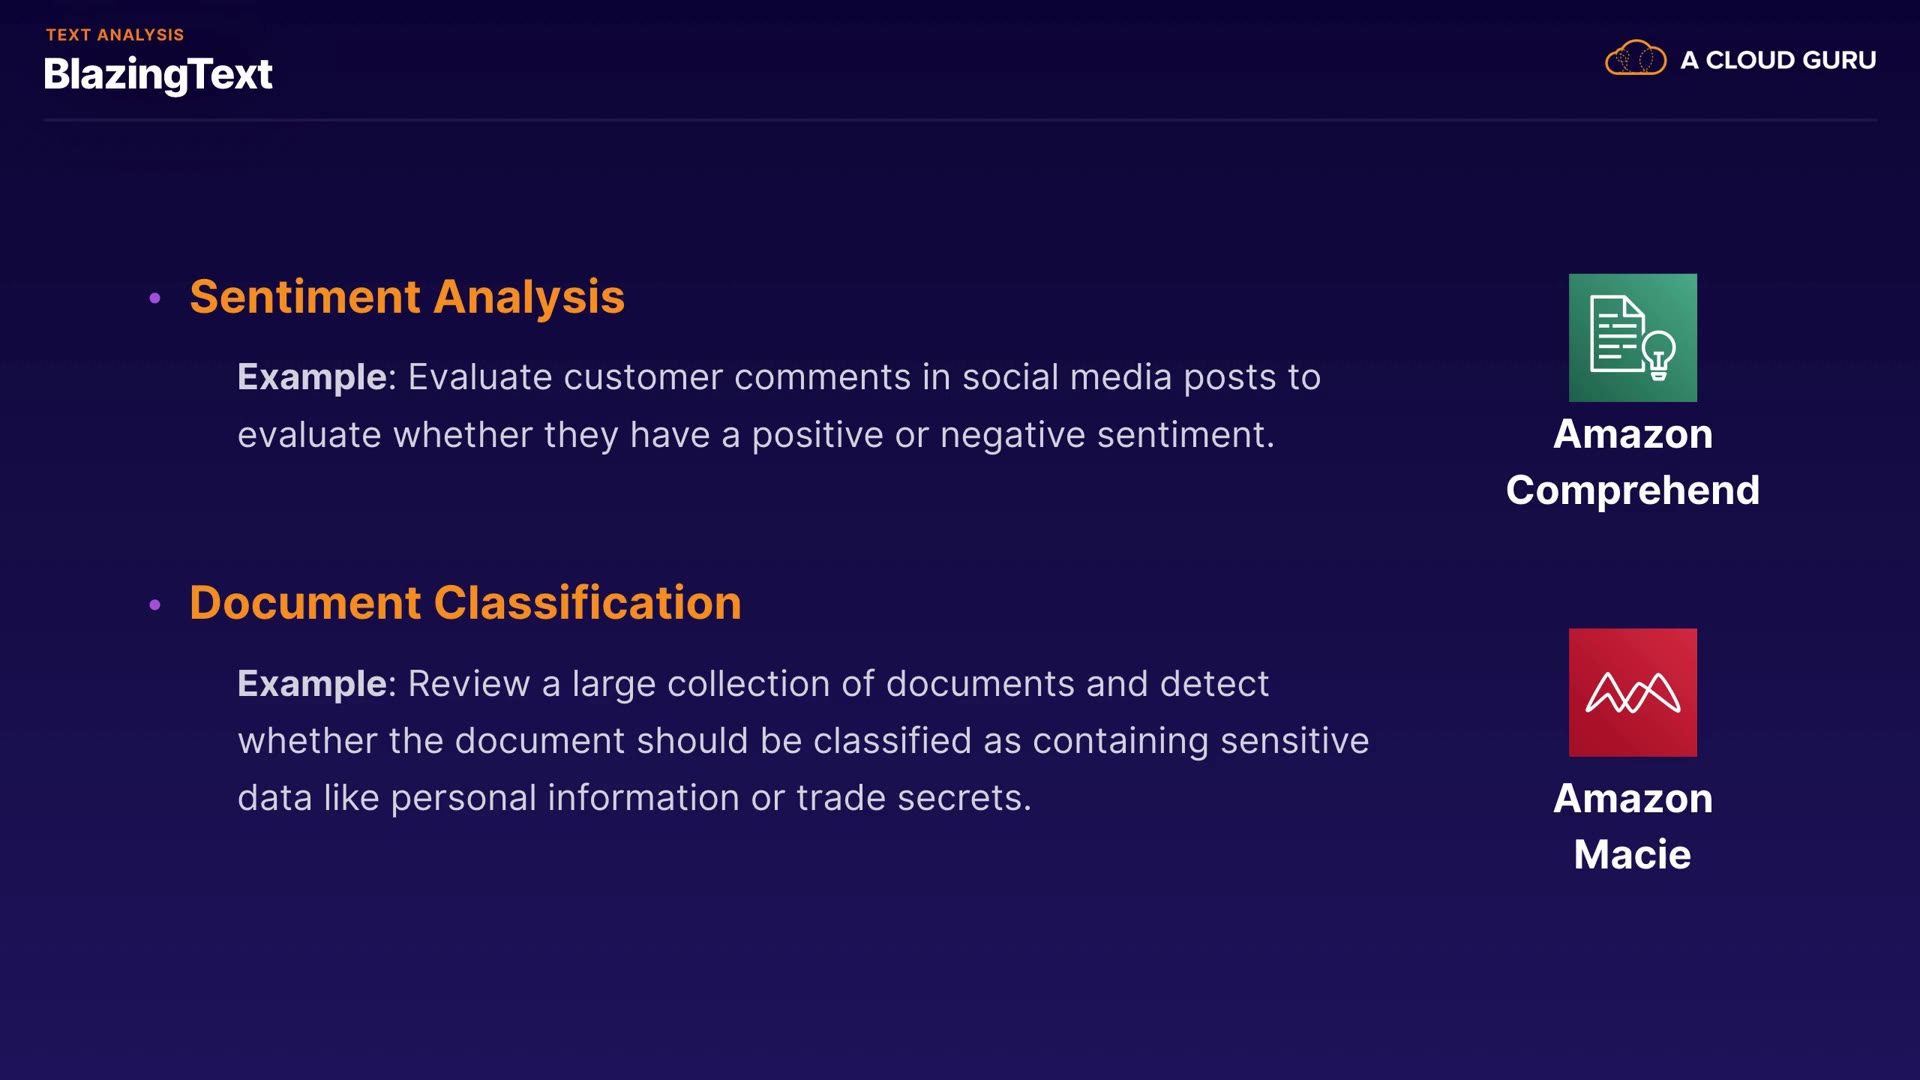 TEXT ANALYSIS
BlazingText
A CLOUD GURU
• Sentiment Analysis
Example: Evaluate customer comments in social media posts to
evaluate whether they have a positive or negative sentiment.
Amazon
Comprehend
• Document Classification
Example: Review a large collection of documents and detect
whether the document should be classified as containing sensitive
data like personal information or trade secrets.
Amazon
Macie